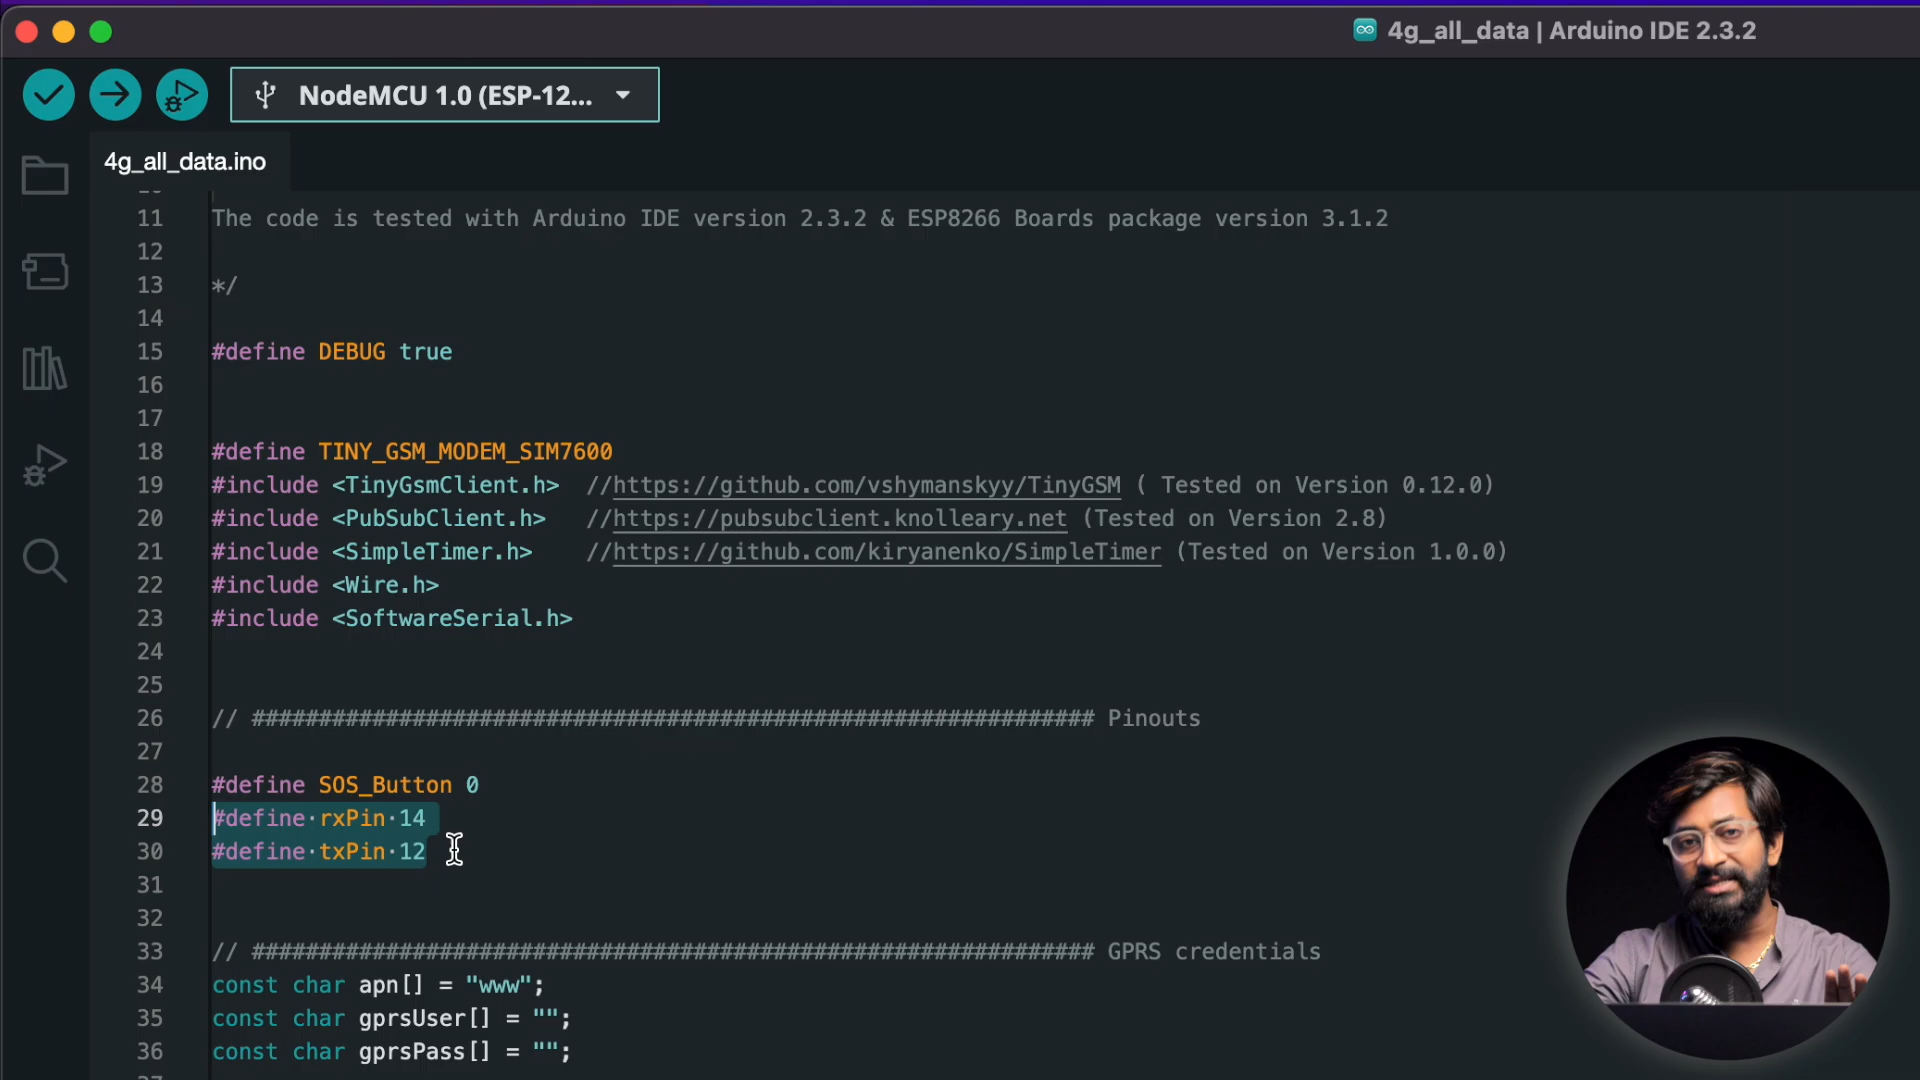 4g_all_data | Arduino IDE 2.3.2
NodeMCU 1.0 (ESP-12...
4g_all_data.ino
11 The code is tested with Arduino IDE version 2.3.2 & ESP8266 Boards package version 3.1.2
12
13 */
14
15 #define DEBUG true
16
17
18 #define TINY_GSM_MODEM_SIM7600
19 #include <TinyGsmClient.h> //https://github.com/vshymanskyy/TinyGSM ( Tested on Version 0.12.0)
20 #include <PubSubClient.h> //https://pubsubclient.knolleary.net (Tested on Version 2.8)
21 #include <SimpleTimer.h> //https://github.com/kiryanenko/SimpleTimer (Tested on Version 1.0.0)
22 #include <Wire.h>
23 #include <SoftwareSerial.h>
24
25
26 // ############################################################### Pinouts
27
28 #define SOS_Button 0
29 #define·rxPin·14
30 #define·txPin·12
31
32
33 // ############################################################### GPRS credentials
34 const char apn[] = "www";
35 const char gprsUser[] = "";
36 const char gprsPass[] = "";